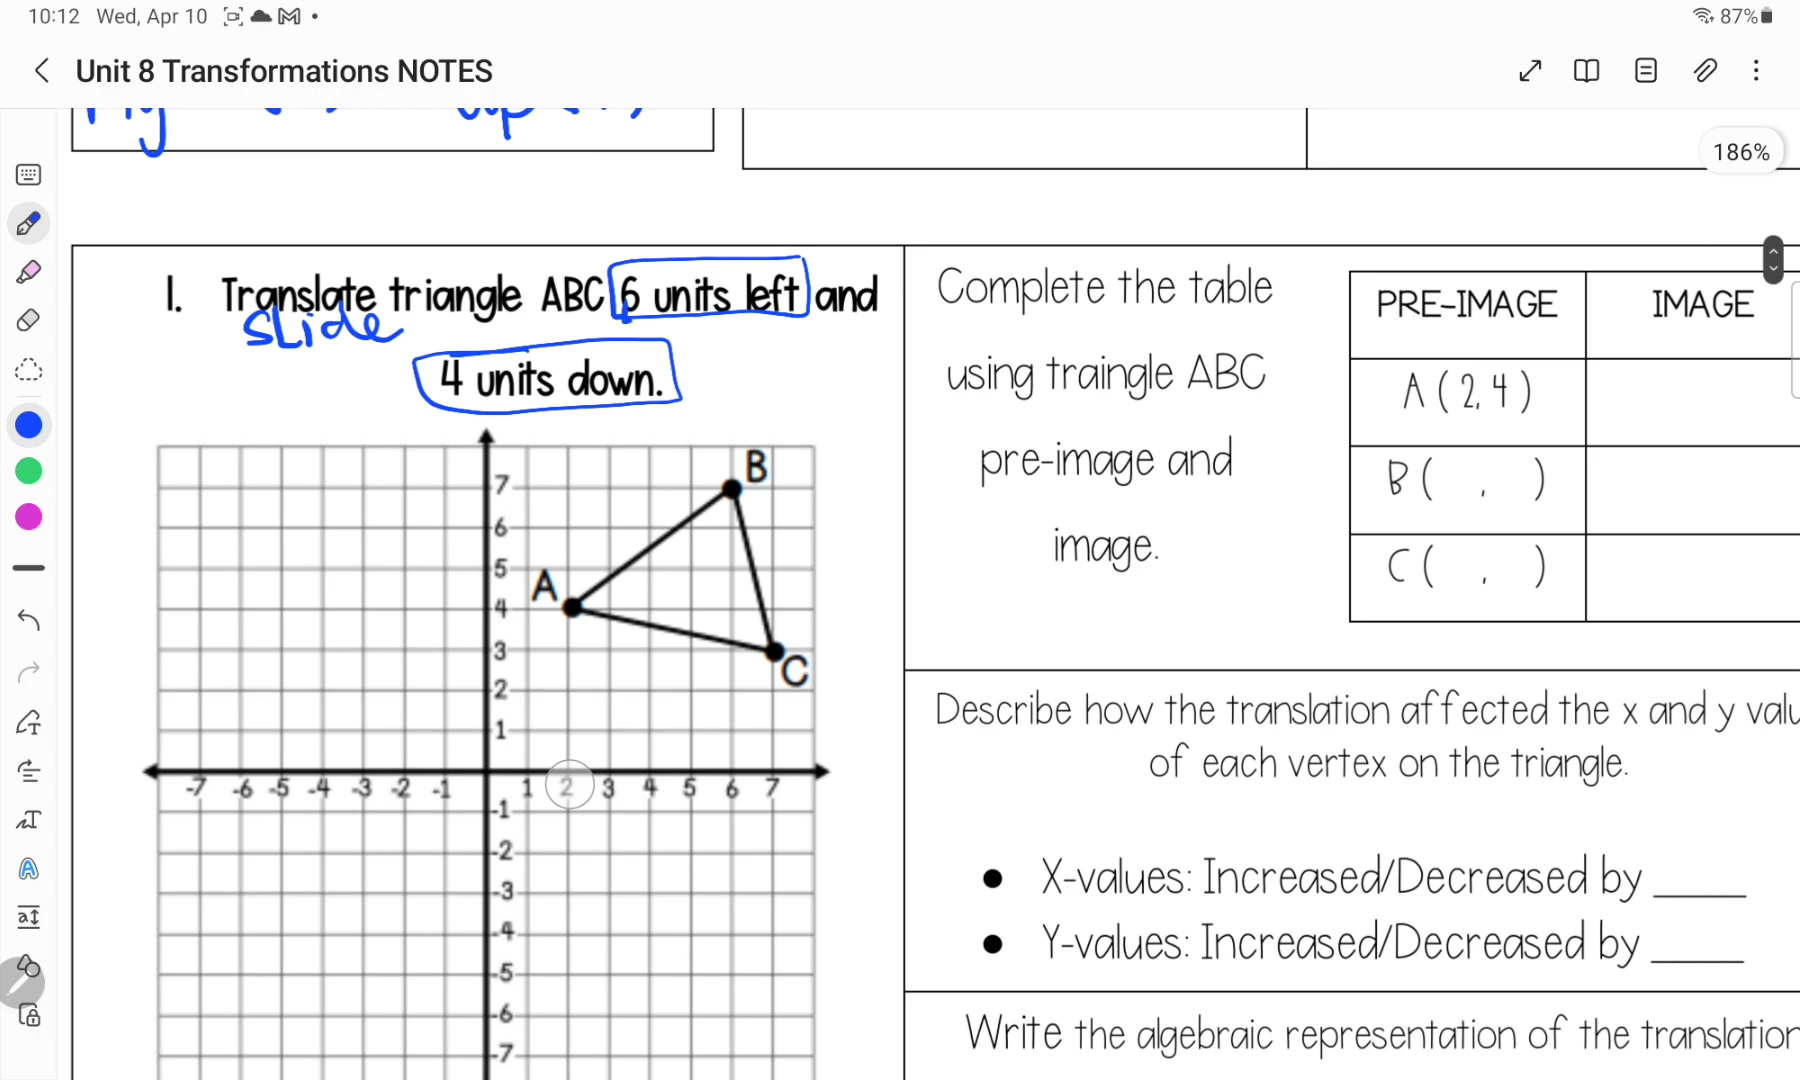 10:12 Wed, Apr 10
87%
Unit 8 Transformations NOTES
186%
1. Translate triangle ABC 6 units left and
slide
4 units down.
B
A
C
7
6
5
4
3
2
1
-7 -6 -5 -4 -3 -2 -1 1 2 3 4 5 6 7
-1
-2
-3
-4
-5
-6
-7
Complete the table
using traingle ABC
pre-image and
image.
PRE-IMAGE IMAGE
A ( 2, 4 )
B ( , )
C ( , )
Describe how the translation affected the x and y valu
of each vertex on the triangle.
• X-values: Increased/Decreased by ____
• Y-values: Increased/Decreased by ____
Write the algebraic representation of the translation